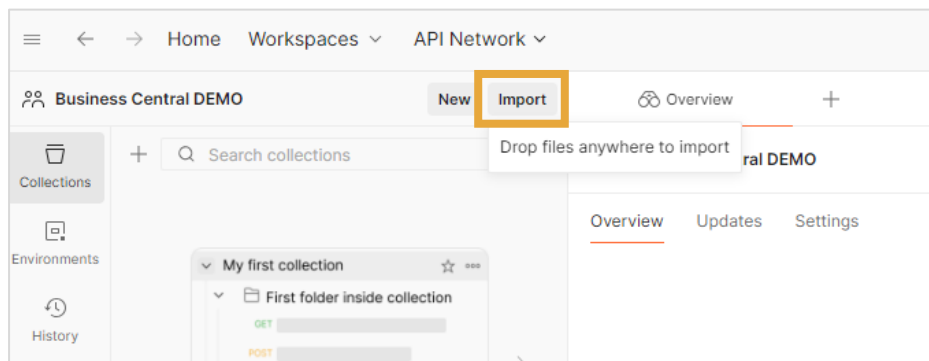 Home Workspaces API Network
Business Central DEMO New Import Overview
Drop files anywhere to import
ral DEMO
Search collections
Collections
Overview Updates Settings
Environments
My first collection
First folder inside collection
GET
History
POST